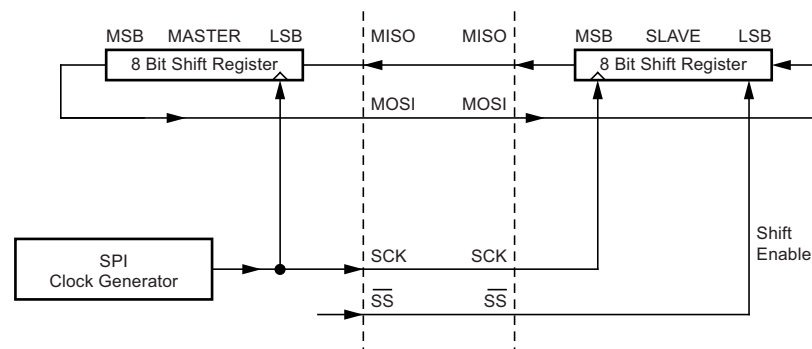 MSB MASTER LSB
8 Bit Shift Register
MISO MISO
MSB SLAVE LSB
8 Bit Shift Register
MOSI MOSI
SPI
Clock Generator
SCK SCK
Shift
Enable
SS SS